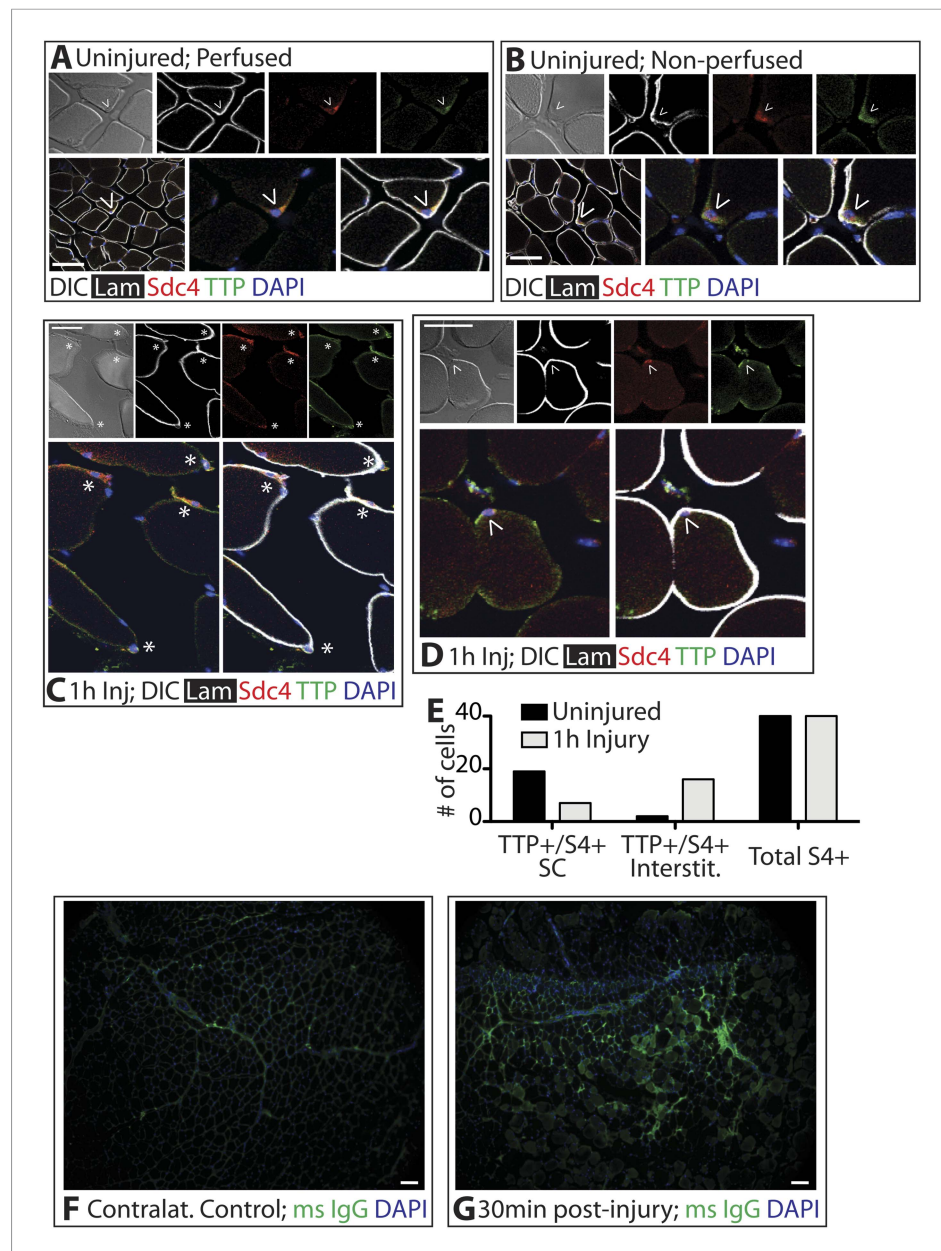 A Uninjured; Perfused
DIC Lam Sdc4 TTP DAPI
B Uninjured; Non-perfused
DIC Lam Sdc4 TTP DAPI
C 1h Inj; DIC Lam Sdc4 TTP DAPI
D 1h Inj; DIC Lam Sdc4 TTP DAPI
E
# of cells
40
20
0
Uninjured
1h Injury
TTP+/S4+
SC
TTP+/S4+
Interstit.
Total S4+
F Contralat. Control; ms IgG DAPI
G 30min post-injury; ms IgG DAPI